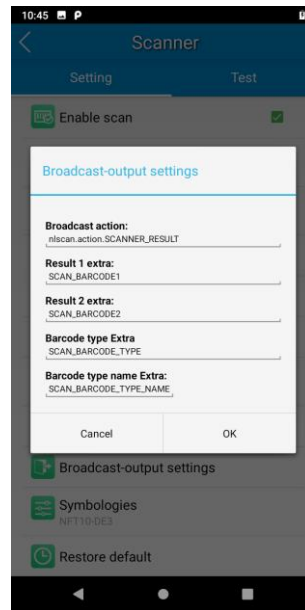 10:45
Scanner
Setting
Test
Enable scan
Broadcast-output settings
Broadcast action:
nlscan.action.SCANNER_RESULT
Result 1 extra:
SCAN_BARCODE1
Result 2 extra:
SCAN_BARCODE2
Barcode type Extra
SCAN_BARCODE_TYPE
Barcode type name Extra:
SCAN_BARCODE_TYPE_NAME
Cancel
OK
Broadcast-output settings
Symbologies
NFT10-DE3
Restore default